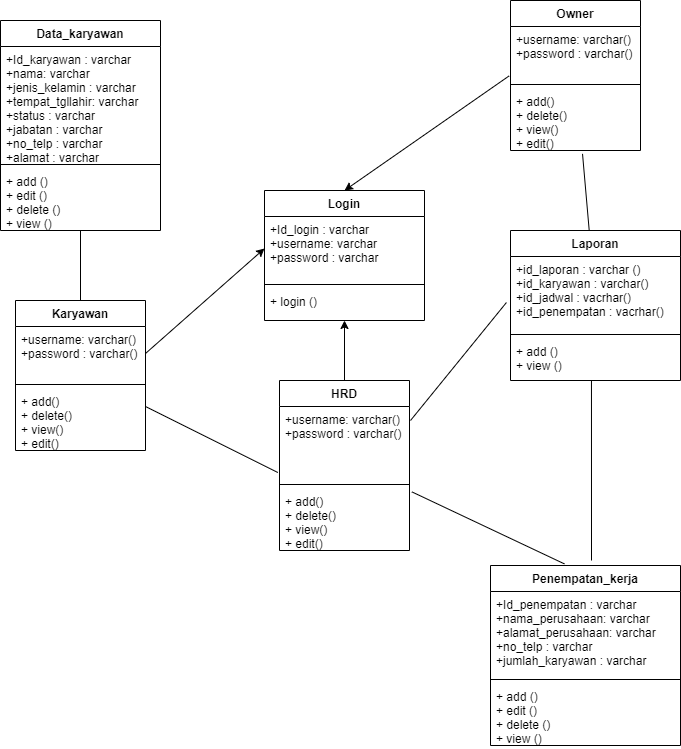 Data_karyawan
+Id_karyawan : varchar
+nama: varchar
+jenis_kelamin : varchar
+tempat_tgllahir: varchar
+status : varchar
+jabatan : varchar
+no_telp : varchar
+alamat : varchar
+ add ()
+ edit ()
+ delete ()
+ view ()
Owner
+username: varchar()
+password : varchar()
+ add()
+ delete()
+ view()
+ edit()
Login
+Id_login : varchar
+username: varchar
+password : varchar
+ login ()
Laporan
+id_laporan : varchar ()
+id_karyawan : varchar()
+id_jadwal : vacrhar()
+id_penempatan : vacrhar()
+ add ()
+ view ()
Karyawan
+username: varchar()
+password : varchar()
+ add()
+ delete()
+ view()
+ edit()
HRD
+username: varchar()
+password : varchar()
+ add()
+ delete()
+ view()
+ edit()
Penempatan_kerja
+Id_penempatan : varchar
+nama_perusahaan: varchar
+alamat_perusahaan: varchar
+no_telp : varchar
+jumlah_karyawan : varchar
+ add ()
+ edit ()
+ delete ()
+ view ()